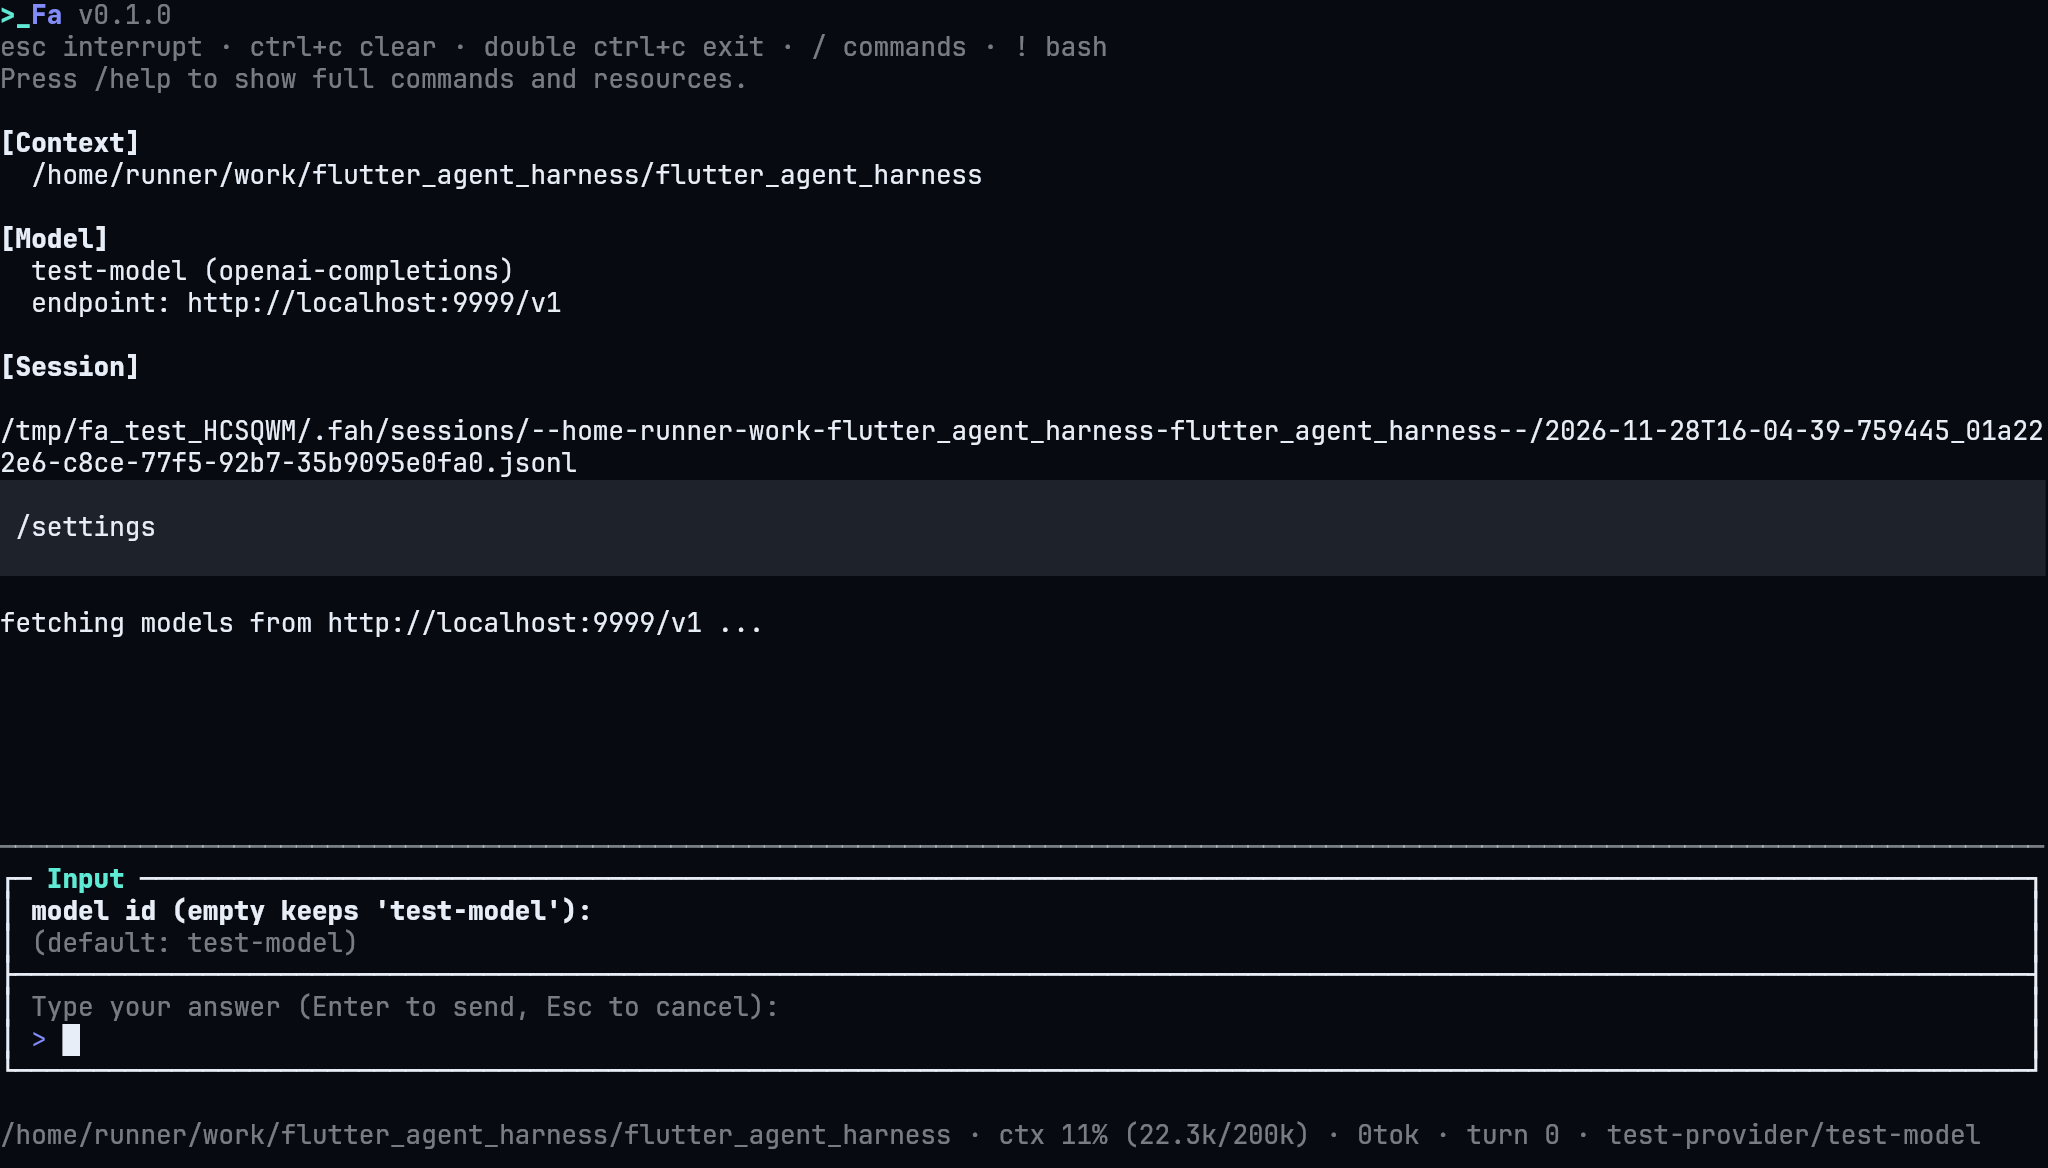 >_Fa v0.1.0
esc interrupt · ctrl+c clear · double ctrl+c exit · / commands · ! bash
Press /help to show full commands and resources.
[Context]
/home/runner/work/flutter_agent_harness/flutter_agent_harness
[Model]
test-model (openai-completions)
endpoint: http://localhost:9999/v1
[Session]
/tmp/fa_test_HCSQWM/.fah/sessions/--home-runner-work-flutter_agent_harness-flutter_agent_harness--/2026-11-28T16-04-39-759445_01a22
2e6-c8ce-77f5-92b7-35b9095e0fa0.jsonl
/settings
fetching models from http://localhost:9999/v1 ...
Input
model id (empty keeps 'test-model'):
(default: test-model)
Type your answer (Enter to send, Esc to cancel):
>
/home/runner/work/flutter_agent_harness/flutter_agent_harness · ctx 11% (22.3k/200k) · 0tok · turn 0 · test-provider/test-model